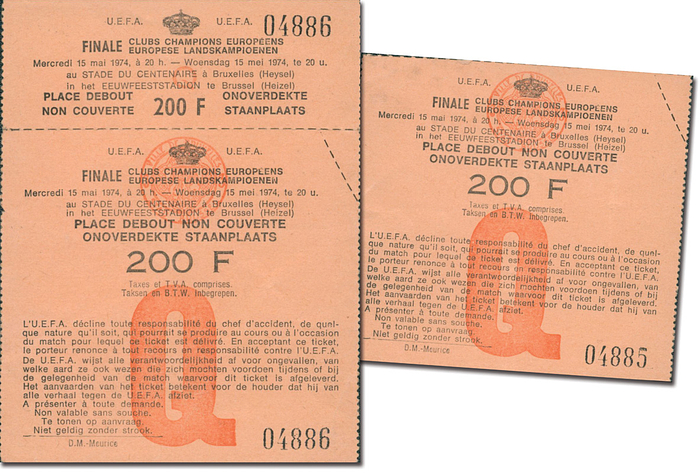 U.E.F.A. U.E.F.A. 04886
FINALE CLUBS CHAMPIONS EUROPÉENS
EUROPESE LANDSKAMPIOENEN
Mercredi 15 mai 1974, à 20 h. — Woensdag 15 mei 1974, te 20 u.
au STADE DU CENTENAIRE à Bruxelles (Heysel)
in het EEUWFEESTSTADION te Brussel (Heizel)
PLACE DEBOUT 200 F ONOVERDEKTE
NON COUVERTE STAANPLAATS
U.E.F.A. U.E.F.A.
FINALE CLUBS CHAMPIONS EUROPÉENS
EUROPESE LANDSKAMPIOENEN
Mercredi 15 mai 1974, à 20 h. — Woensdag 15 mei 1974, te 20 u.
au STADE DU CENTENAIRE à Bruxelles (Heysel)
in het EEUWFEESTSTADION te Brussel (Heizel)
PLACE DEBOUT NON COUVERTE
ONOVERDEKTE STAANPLAATS
200 F
Taxes et T.V.A. comprises.
Taksen en B.T.W. Inbegrepen.
L'U.E.F.A. décline toute responsabilité du chef d'accident, de quel-
que nature qu'il soit, qui pourrait se produire au cours ou à l'occasion
du match pour lequel ce ticket est délivré. En acceptant ce ticket,
le porteur renonce à tout recours en responsabilité contre l'U.E.F.A.
De U.E.F.A. wijst alle verantwoordelijkheid af voor ongevallen, van
welke aard ze ook wezen die zich mochten voordoen tijdens of bij
de gelegenheid van de match waarvoor dit ticket is afgeleverd.
Het aanvaarden van het ticket betekent voor de houder dat hij van
alle verhaal tegen de U.E.F.A. afziet.
A présenter à toute demande.
Non valable sans souche.
Te tonen op aanvraag.
Niet geldig zonder strook.
D.M.-Meurice
Q
04886
U.E.F.A. U.E.F.A.
FINALE CLUBS CHAMPIONS EUROPÉENS
EUROPESE LANDSKAMPIOENEN
Mercredi 15 mai 1974, à 20 h. — Woensdag 15 mei 1974, te 20 u.
au STADE DU CENTENAIRE à Bruxelles (Heysel)
in het EEUWFEESTSTADION te Brussel (Heizel)
PLACE DEBOUT NON COUVERTE
ONOVERDEKTE STAANPLAATS
200 F
Taxes et T.V.A. comprises.
Taksen en B.T.W. Inbegrepen.
L'U.E.F.A. décline toute responsabilité du chef d'accident, de quel-
que nature qu'il soit, qui pourrait se produire au cours ou à l'occasion
du match pour lequel ce ticket est délivré. En acceptant ce ticket,
le porteur renonce à tout recours en responsabilité contre l'U.E.F.A.
De U.E.F.A. wijst alle verantwoordelijkheid af voor ongevallen, van
welke aard ze ook wezen die zich mochten voordoen tijdens of bij
de gelegenheid van de match waarvoor dit ticket is afgeleverd.
Het aanvaarden van het ticket betekent voor de houder dat hij van
alle verhaal tegen de U.E.F.A. afziet.
A présenter à toute demande.
Non valable sans souche.
Te tonen op aanvraag.
Niet geldig zonder strook.
D.M.-Meurice
Q
04885